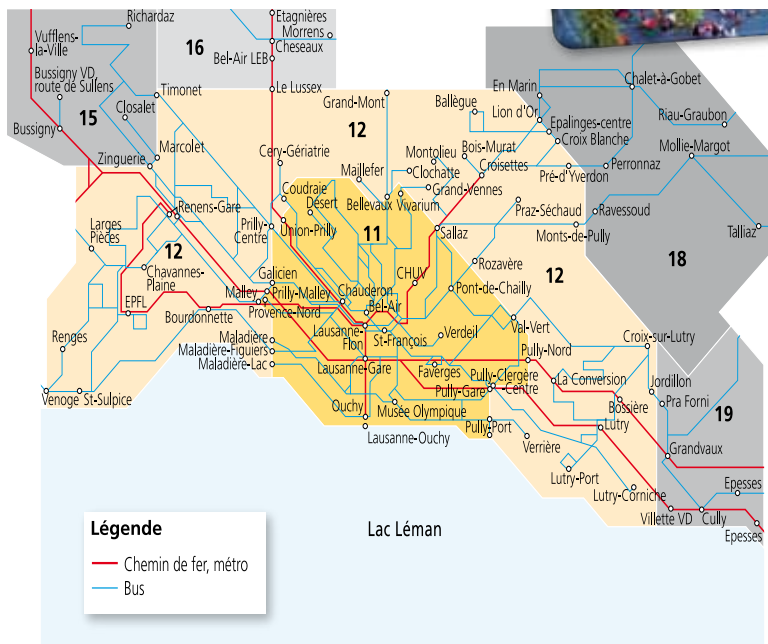 Richardaz
Vufflens-
la-Ville
Bussigny VD,
route de Sullens
Closalet
15
Bussigny
Zinguerie
Marcolet
Timonet
16
Etagnières
Morrens
Cheseaux
Bel-Air LEB
Le Lussex
Grand-Mont
12
Ballègue
En Marin
Lion d'Or
Epalinges-centre
Croix Blanche
Chalet-à-Gobet
Riau-Graubon
Mollie-Margot
Perronnaz
Pré-d'Yverdon
Cery-Gériatrie
Maillefer
Montolieu
Clochatte
Bois-Murat
Croisettes
Grand-Vennes
Coudraie
Désert
Bellevaux
Vivarium
Praz-Séchaud
Ravessoud
Monts-de-Pully
Talliaz
18
Renens-Gare
Larges
Pièces
12
Prilly-
Centre
Union-Prilly
11
Sallaz
Rozavère
12
Chavannes-
Plaine
Galicien
Malley
Prilly-Malley
Provence-Nord
Chauderon
Bel-Air
CHUV
Pont-de-Chailly
EPFL
Bourdonnette
Lausanne-
Flon
St-François
Verdeil
Val-Vert
Renges
Maladière
Maladière-Figuiers
Maladière-Lac
Lausanne-Gare
Faverges
Pully-Nord
Croix-sur-Lutry
Pully-Clergère
Pully-Gare
-Centre
La Conversion
Jordillon
Pra Forni
Venoge
St-Sulpice
Ouchy
Musée Olympique
Bossière
19
Lausanne-Ouchy
Pully-Port
Verrière
Lutry
Grandvaux
Lutry-Port
Lutry-Corniche
Epesses
Villette VD
Cully
Epesses
Lac Léman
Légende
Chemin de fer, métro
Bus